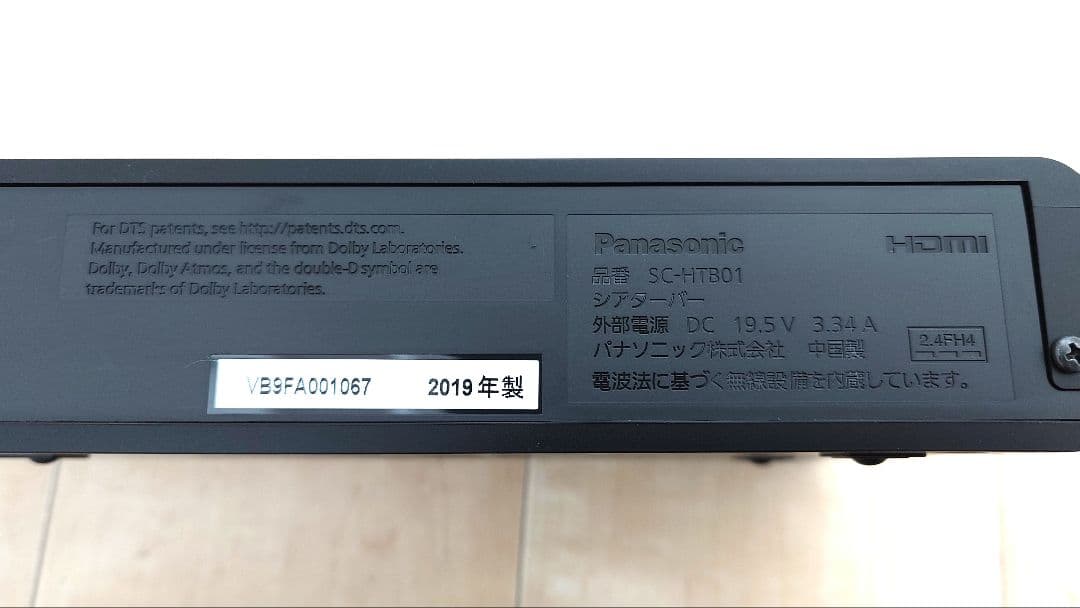 For DTS patents, see http://patents.dts.com.
Manufactured under license from Dolby Laboratories.
Dolby, Dolby Atmos, and the double-D symbol are
trademarks of Dolby Laboratories.
VB9FA001067 2019年製
Panasonic HDMI
品番 SC-HTB01
シアターバー
外部電源 DC 19.5V 3.34A
パナソニック株式会社 中国製
2.4FH4
電波法に基づく無線設備を内蔵しています。